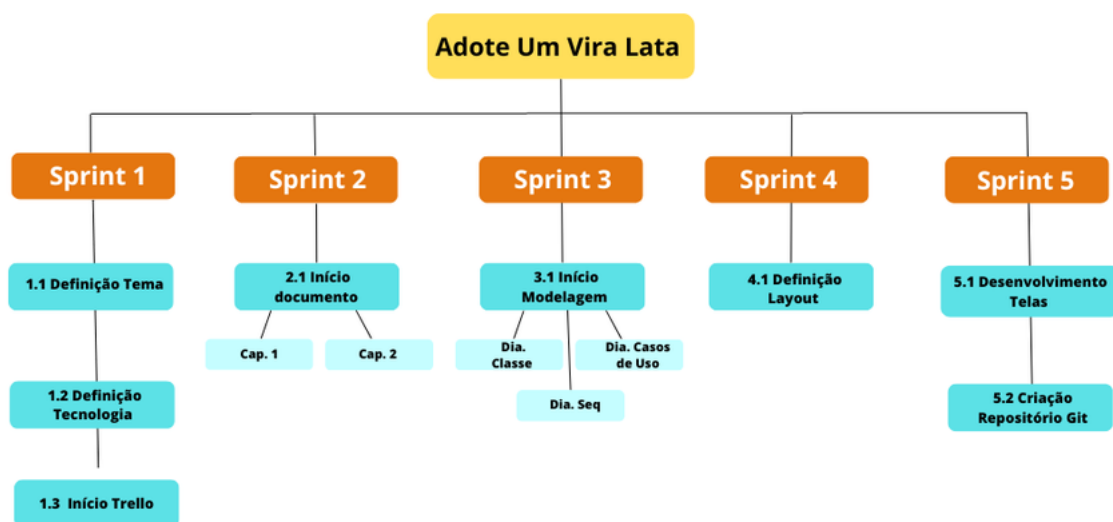 Adote Um Vira Lata
Sprint 1
Sprint 2
Sprint 3
Sprint 4
Sprint 5
1.1 Definição Tema
2.1 Início
documento
3.1 Início
Modelagem
4.1 Definição
Layout
5.1 Desenvolvimento
Telas
Cap. 1
Cap. 2
Dia.
Classe
Dia. Casos
de Uso
Dia. Seq
1.2 Definição
Tecnologia
5.2 Criação
Repositório Git
1.3 Início Trello